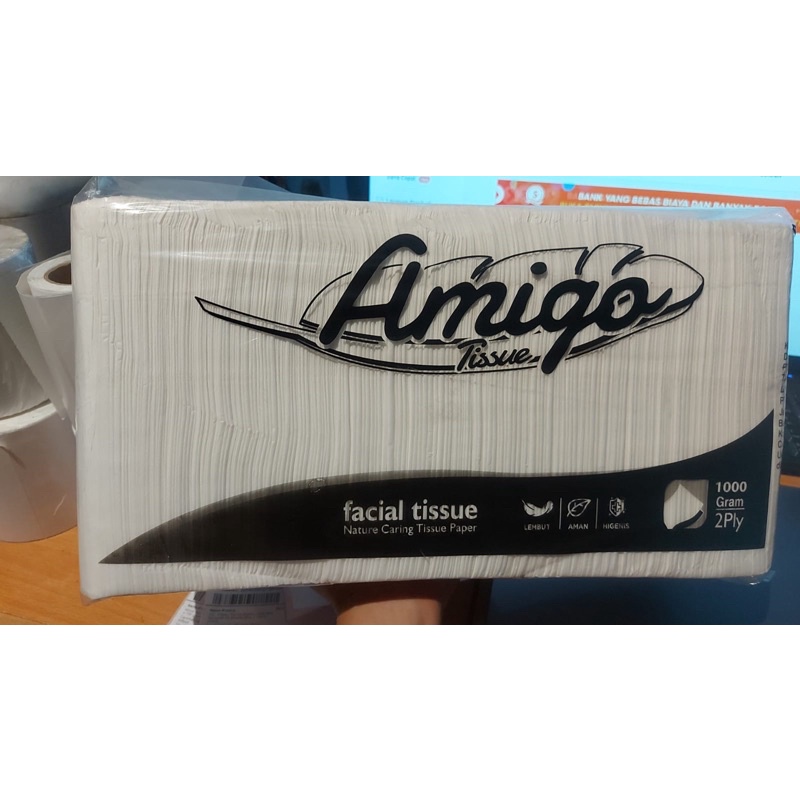 BANK YANG BEBAS BIAYA DAN BANYAK
Amigo
Tissue
facial tissue
Nature Caring Tissue Paper
LEMBUT
AMAN
HIGENIS
1000
Gram
2Ply